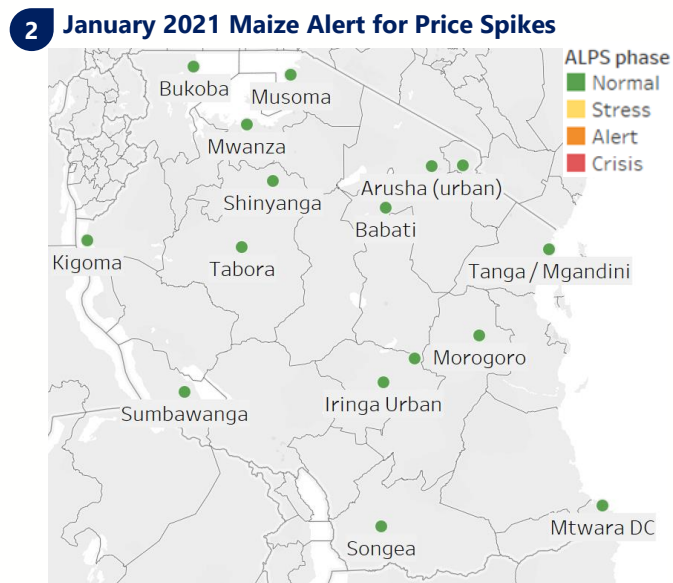 2
January 2021 Maize Alert for Price Spikes
ALPS phase
Normal
Stress
Alert
Crisis
Bukoba
Musoma
Mwanza
Shinyanga
Arusha (urban)
Babati
Kigoma
Tabora
Tanga / Mgandini
Morogoro
Iringa Urban
Sumbawanga
Mtwara DC
Songea